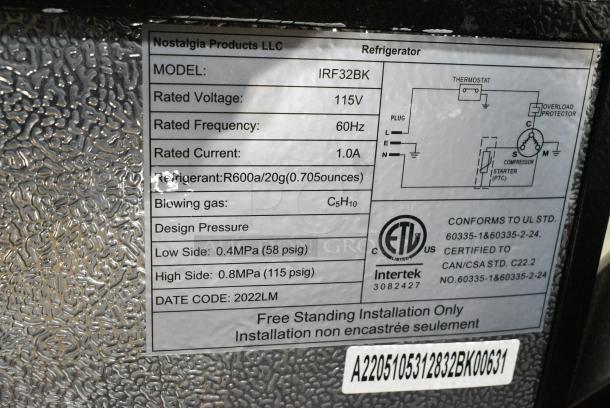 Nostalgia Products LLC Refrigerator
MODEL: IRF32BK
Rated Voltage: 115V
Rated Frequency: 60Hz
Rated Current: 1.0A
Refrigerant:R600a/20g(0.705ounces)
Blowing gas: C₅H₁₀
Design Pressure
Low Side: 0.4MPa (58 psig)
High Side: 0.8MPa (115 psig)
DATE CODE: 2022LM
THERMOSTAT
OVERLOAD
PROTECTOR
PLUG
L
E
N
C
S M
COMPRESSOR
STARTER
(PTC)
C ETL US
LISTED
Intertek
3082427
CONFORMS TO UL STD.
60335-1&60335-2-24,
CERTIFIED TO
CAN/CSA STD. C22.2
NO.60335-1&60335-2-24
Free Standing Installation Only
Installation non encastrée seulement
A2205105312832BK00631